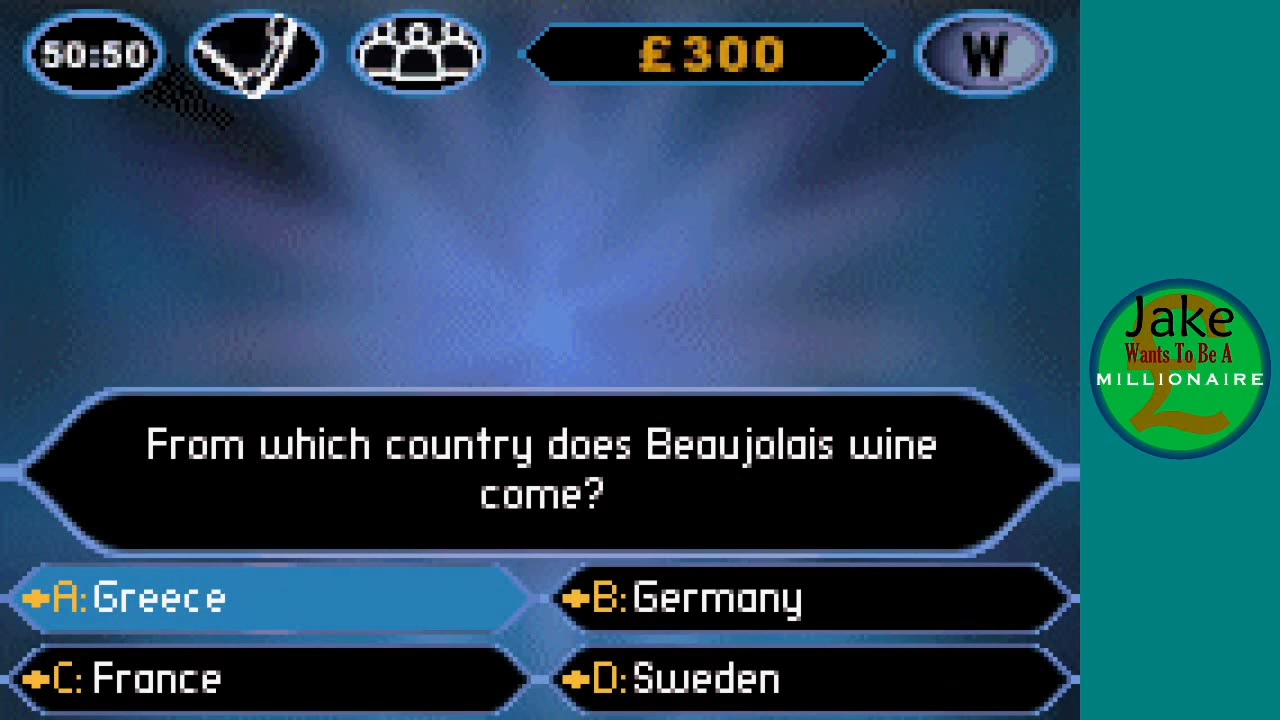 50:50
£300
W
From which country does Beaujolais wine
come?
A: Greece
B: Germany
C: France
D: Sweden
Jake
Wants To Be A
MILLIONAIRE
£